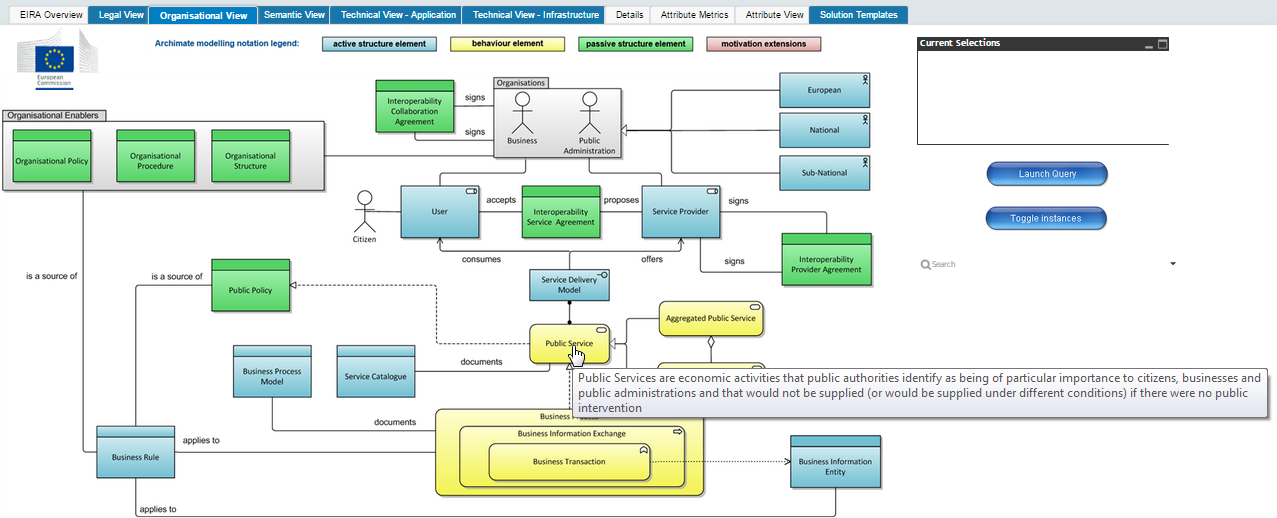 EIRA Overview
Legal View
Organisational View
Semantic View
Technical View - Application
Technical View - Infrastructure
Details
Attribute Metrics
Attribute View
Solution Templates
European
Commission
Archimate modelling notation legend:
active structure element
behaviour element
passive structure element
motivation extensions
Current Selections
Organisations
Business
Public
Administration
Interoperability
Collaboration
Agreement
signs
signs
European
National
Sub-National
Organisational Enablers
Organisational Policy
Organisational
Procedure
Organisational
Structure
Launch Query
Toggle instances
Search
Citizen
User
accepts
Interoperability
Service Agreement
proposes
Service Provider
signs
signs
Interoperability
Provider Agreement
consumes
offers
is a source of
is a source of
Public Policy
Service Delivery
Model
Aggregated Public Service
Public Service
documents
Business Process
Model
Service Catalogue
Public Services are economic activities that public authorities identify as being of particular importance to citizens, businesses and
public administrations and that would not be supplied (or would be supplied under different conditions) if there were no public
intervention
documents
Business Information Exchange
Business Transaction
Business Rule
applies to
Business Information
Entity
applies to